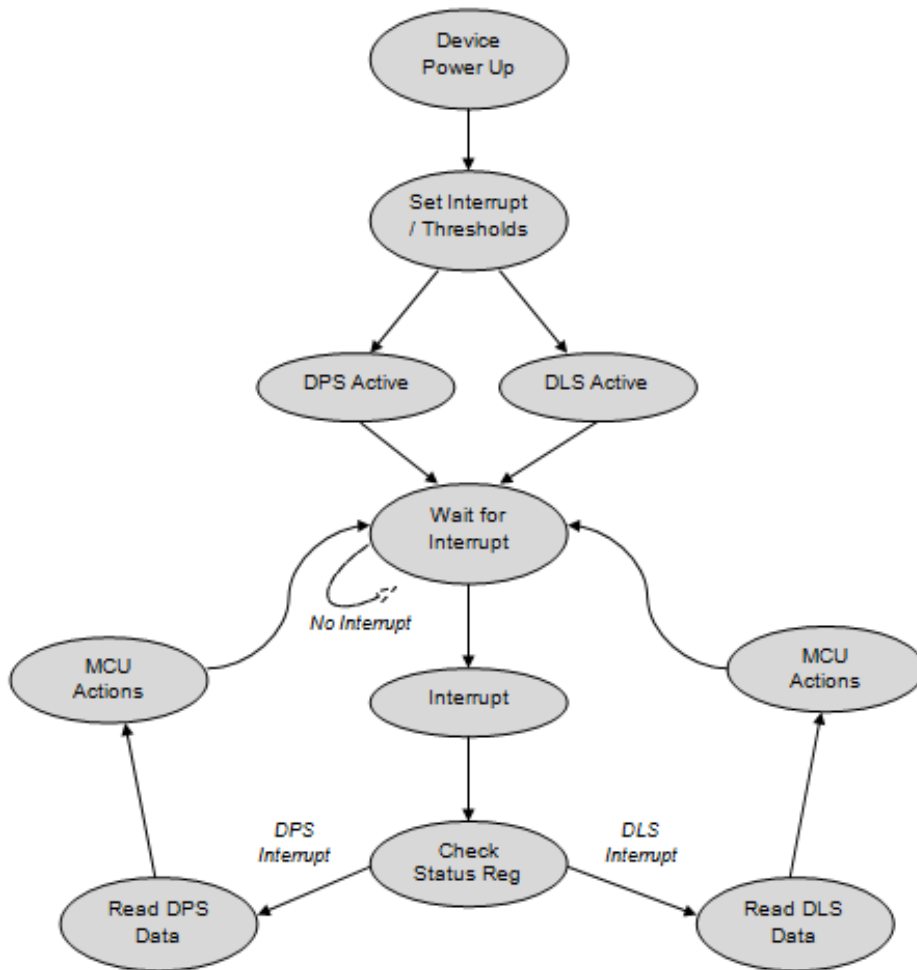 Device
Power Up
Set Interrupt
/ Thresholds
DPS Active
DLS Active
Wait for
Interrupt
No Interrupt
MCU
Actions
MCU
Actions
Interrupt
DPS
Interrupt
Check
Status Reg
DLS
Interrupt
Read DPS
Data
Read DLS
Data